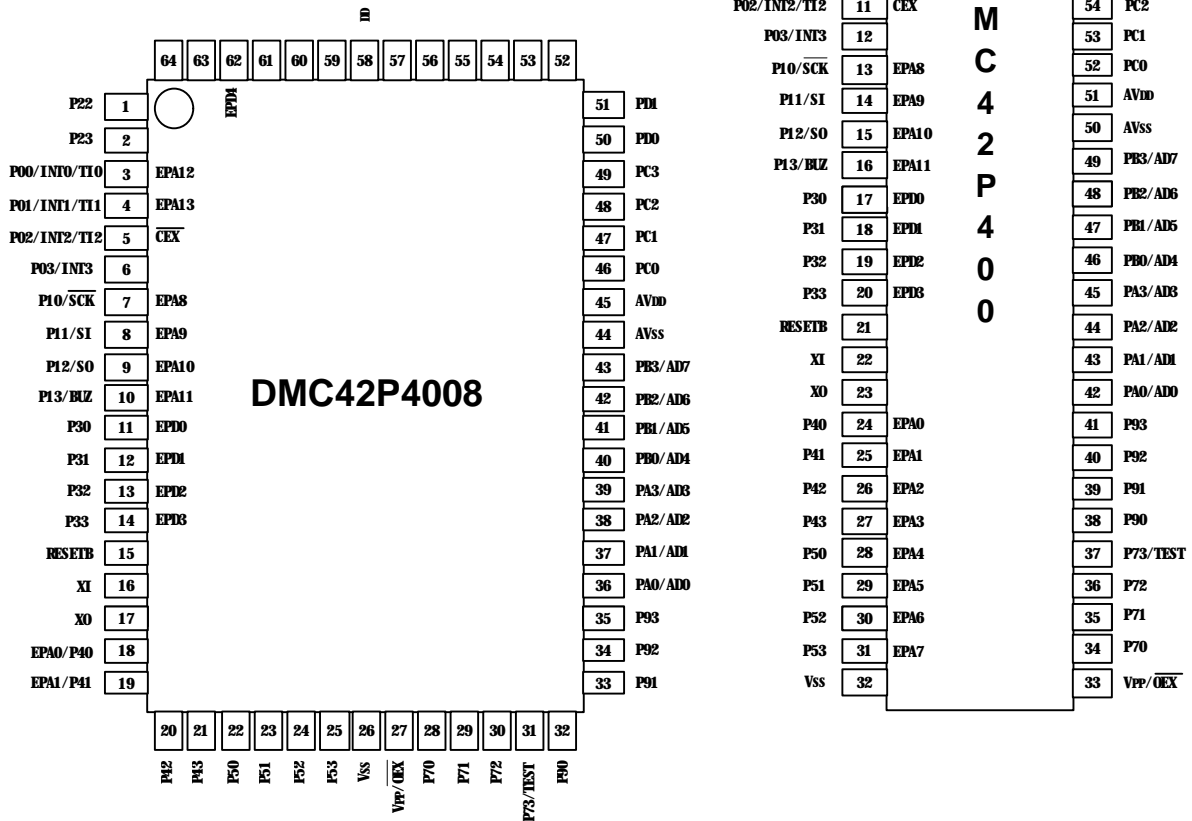 DD
64 63 62 61 60 59 58 57 56 55 54 53 52
EPD4
P22 1
P23 2
P00/INT0/TI0 3 EPA12
P01/INT1/TI1 4 EPA13
P02/INT2/TI2 5 CEX
P03/INT3 6
P10/SCK 7 EPA8
P11/SI 8 EPA9
P12/SO 9 EPA10
P13/BUZ 10 EPA11
P30 11 EPD0
P31 12 EPD1
P32 13 EPD2
P33 14 EPD3
RESETB 15
XI 16
XO 17
EPA0/P40 18
EPA1/P41 19
DMC42P4008
51 PD1
50 PD0
49 PC3
48 PC2
47 PC1
46 PC0
45 AVDD
44 AVSS
43 PB3/AD7
42 PB2/AD6
41 PB1/AD5
40 PB0/AD4
39 PA3/AD3
38 PA2/AD2
37 PA1/AD1
36 PA0/AD0
35 P93
34 P92
33 P91
20 21 22 23 24 25 26 27 28 29 30 31 32
P42 P43 P50 P51 P52 P53 VSS VPP/OEX P70 P71 P72 P73/TEST P90
P02/INT2/TI2 11 CEX
P03/INT3 12
P10/SCK 13 EPA8
P11/SI 14 EPA9
P12/SO 15 EPA10
P13/BUZ 16 EPA11
P30 17 EPD0
P31 18 EPD1
P32 19 EPD2
P33 20 EPD3
RESETB 21
XI 22
XO 23
P40 24 EPA0
P41 25 EPA1
P42 26 EPA2
P43 27 EPA3
P50 28 EPA4
P51 29 EPA5
P52 30 EPA6
P53 31 EPA7
Vss 32
M
C
4
2
P
4
0
0
54 PC2
53 PC1
52 PC0
51 AVDD
50 AVss
49 PB3/AD7
48 PB2/AD6
47 PB1/AD5
46 PB0/AD4
45 PA3/AD3
44 PA2/AD2
43 PA1/AD1
42 PA0/AD0
41 P93
40 P92
39 P91
38 P90
37 P73/TEST
36 P72
35 P71
34 P70
33 VPP/OEX